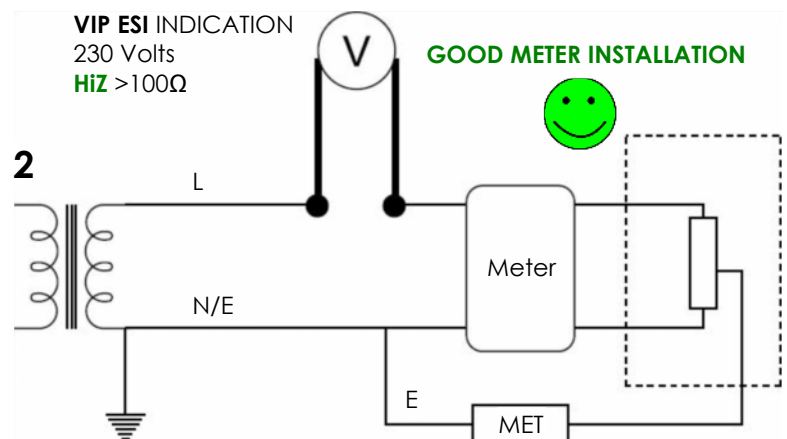 VIP ESI INDICATION
230 Volts
HiZ >100Ω
V
GOOD METER INSTALLATION
2
L
Meter
N/E
E
MET